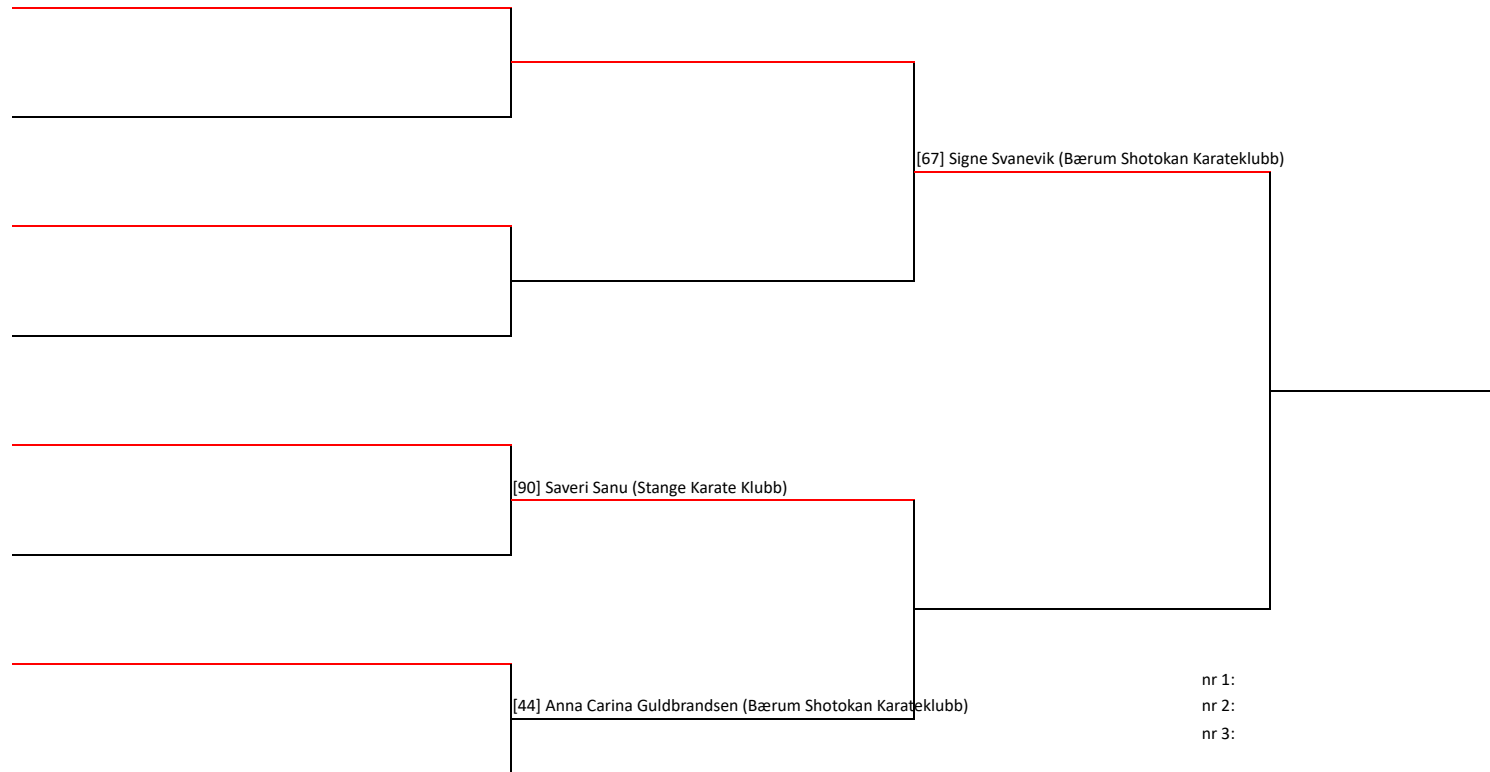 [67] Signe Svanevik (Bærum Shotokan Karateklubb)
[90] Saveri Sanu (Stange Karate Klubb)
[44] Anna Carina Guldbrandsen (Bærum Shotokan Karateklubb)
nr 1:
nr 2:
nr 3: